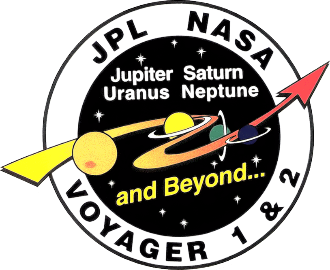 JPL NASA
Jupiter Saturn
Uranus Neptune
and Beyond...
VOYAGER 1 & 2